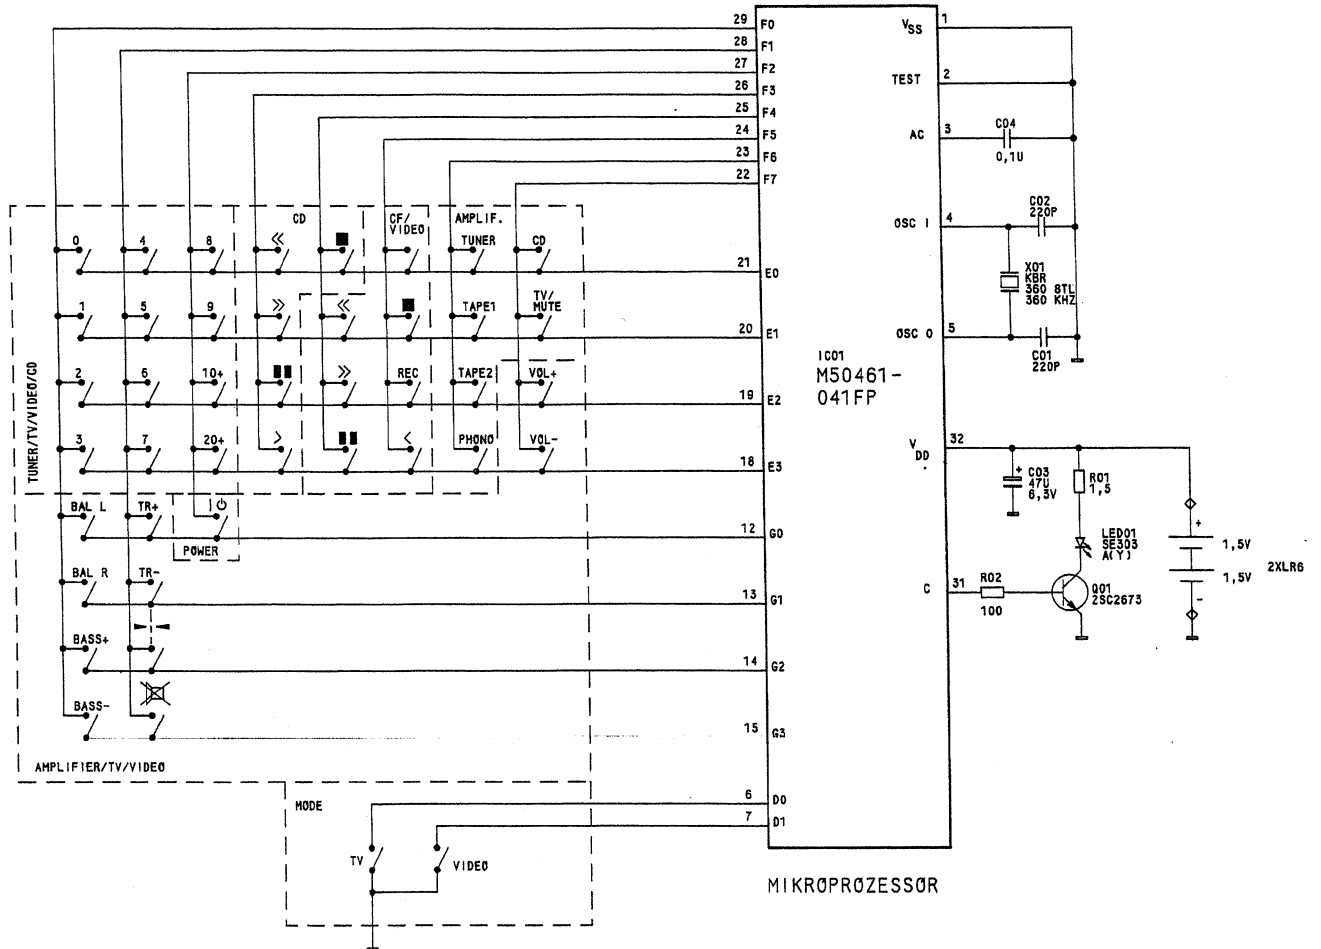 29 F0
28 F1
27 F2
26 F3
25 F4
24 F5
23 F6
22 F7
VSS 1
TEST 2
AC 3
C04
0,1U
OSC I 4
C02
220P
X01
KBR
360 8TL
360 KHZ
OSC O 5
C01
220P
IC01
M50461-
041FP
VDD 32
C03
47U
6,3V
+
R01
1,5
LED01
SE303
A(Y)
C 31
R02
100
Q01
2SC2673
+
1,5V
1,5V
-
2XLR6
TUNER/TV/VIDEO/CD
CD
CF/
VIDEO
AMPLIF.
0 4 8 << TUNER CD
21 E0
1 5 9 >> << TAPE1 TV/
MUTE
20 E1
2 6 10+ >> REC TAPE2 VOL+
19 E2
3 7 20+ > < PHONO VOL-
18 E3
BAL L TR+
POWER
12 G0
BAL R TR-
13 G1
BASS+
14 G2
BASS-
15 G3
AMPLIFIER/TV/VIDEO
MODE
6 D0
7 D1
TV VIDEO
MIKROPROZESSOR